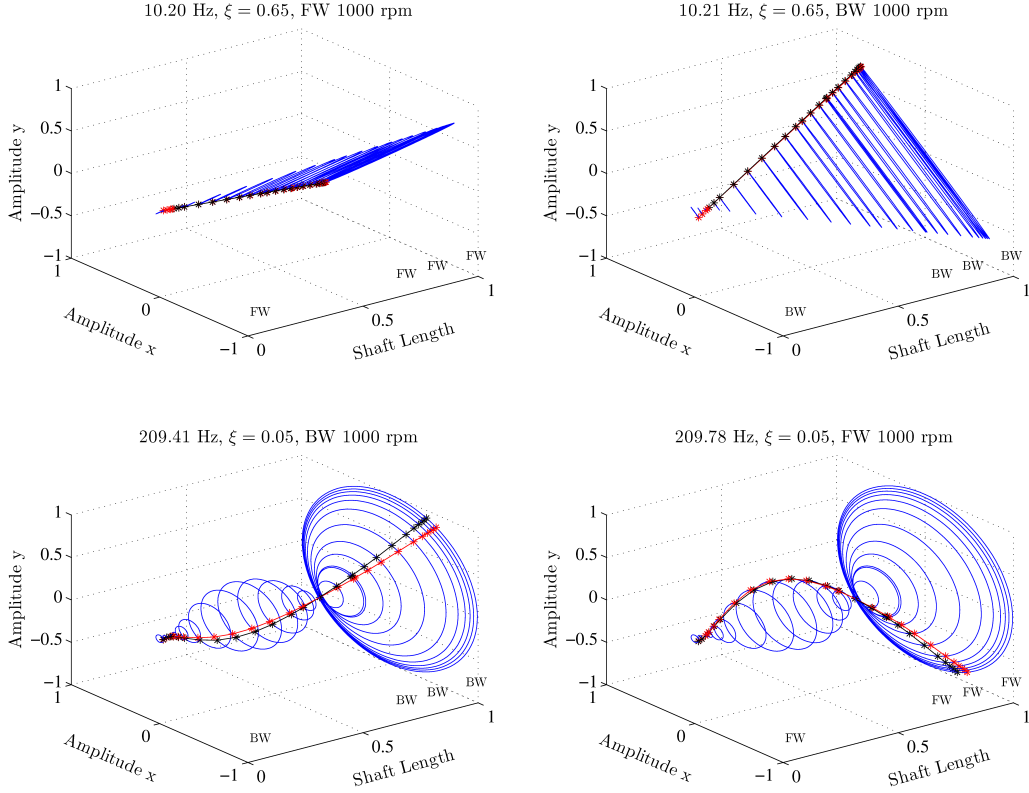 10.20 Hz, ξ = 0.65, FW 1000 rpm
1
0.5
0
−0.5
−1
Amplitude y
1
0
−1
Amplitude x
0
0.5
1
Shaft Length
FW
FW
FW
FW
10.21 Hz, ξ = 0.65, BW 1000 rpm
1
0.5
0
−0.5
−1
Amplitude y
1
0
−1
Amplitude x
0
0.5
1
Shaft Length
BW
BW
BW
BW
209.41 Hz, ξ = 0.05, BW 1000 rpm
1
0.5
0
−0.5
−1
Amplitude y
1
0
−1
Amplitude x
0
0.5
1
Shaft Length
BW
BW
BW
BW
209.78 Hz, ξ = 0.05, FW 1000 rpm
1
0.5
0
−0.5
−1
Amplitude y
1
0
−1
Amplitude x
0
0.5
1
Shaft Length
FW
FW
FW
FW